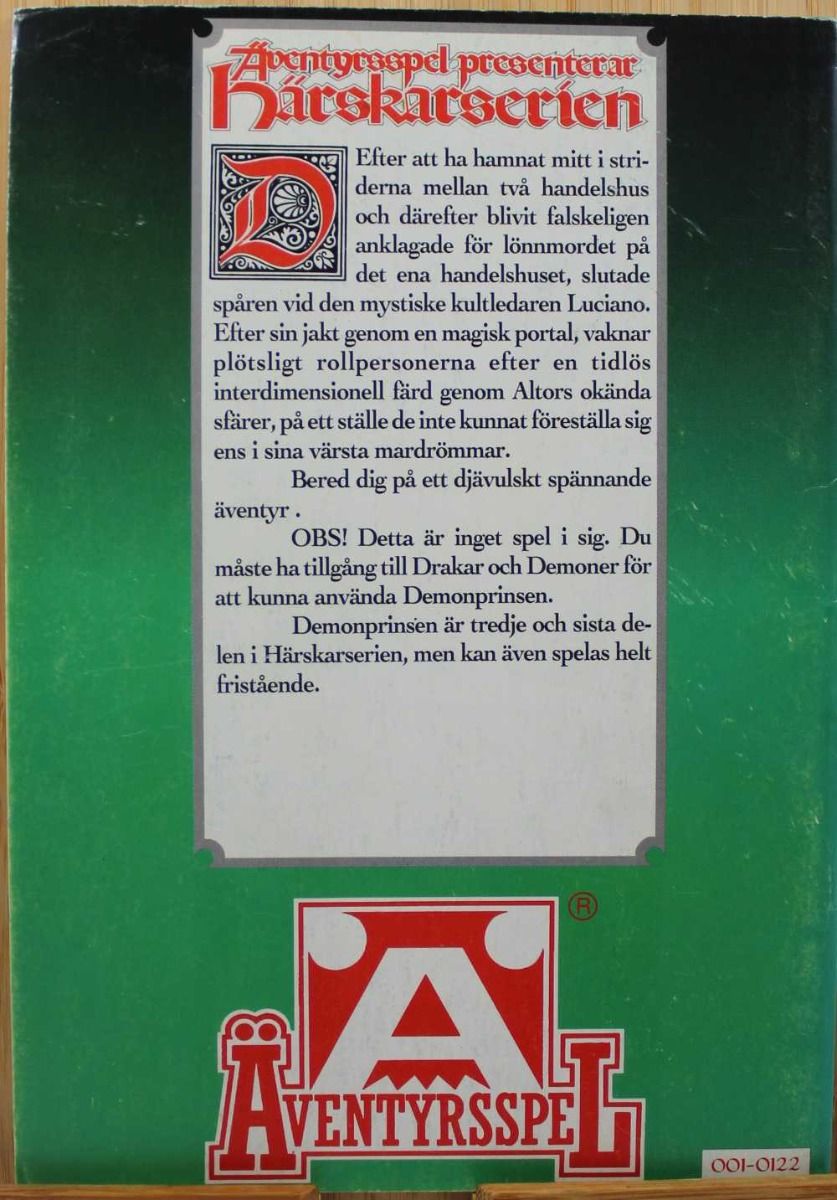 Äventyrsspel presenterar
Härskarserien
D
Efter att ha hamnat mitt i stri-
derna mellan två handelshus
och därefter blivit falskeligen
anklagade för lönnmordet på
det ena handelshuset, slutade
spåren vid den mystiske kultledaren Luciano.
Efter sin jakt genom en magisk portal, vaknar
plötsligt rollpersonerna efter en tidlös
interdimensionell färd genom Altors okända
sfärer, på ett ställe de inte kunnat föreställa sig
ens i sina värsta mardrömmar.
Bered dig på ett djävulskt spännande
äventyr .
OBS! Detta är inget spel i sig. Du
måste ha tillgång till Drakar och Demoner för
att kunna använda Demonprinsen.
Demonprinsen är tredje och sista de-
len i Härskarserien, men kan även spelas helt
fristående.
®
A
ÄVENTYRSSPEL
001-0122